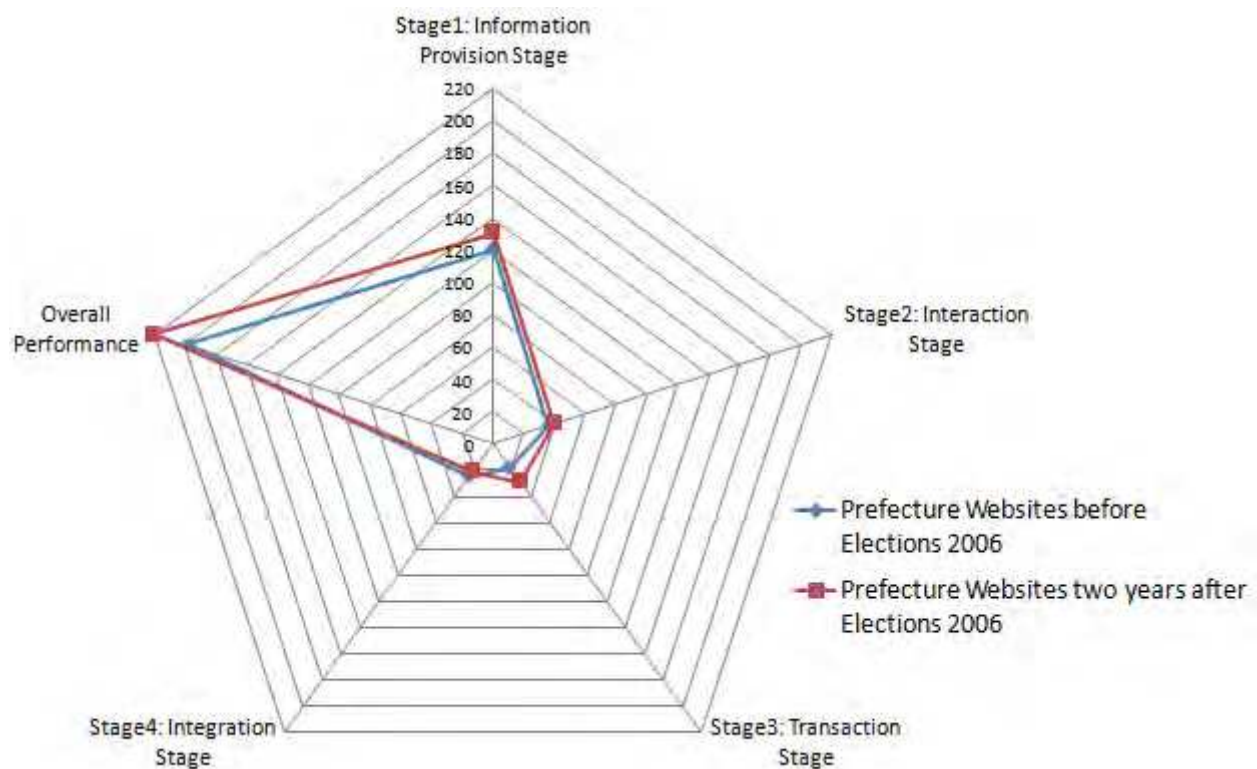 Stage1: Information
Provision Stage
220
200
180
160
140
120
100
80
60
40
20
0
Overall
Performance
Stage2: Interaction
Stage
Prefecture Websites before
Elections 2006
Prefecture Websites two years after
Elections 2006
Stage4: Integration
Stage
Stage3: Transaction
Stage